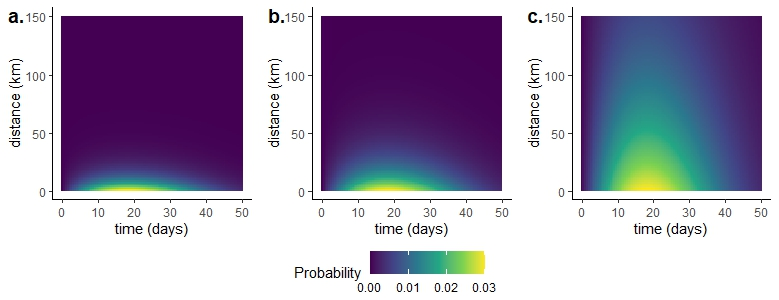 a. b. c.
150 150 150
100 100 100
50 50 50
0 0 0
distance (km) distance (km) distance (km)
0 10 20 30 40 50 0 10 20 30 40 50 0 10 20 30 40 50
time (days) time (days) time (days)
Probability
0.00 0.01 0.02 0.03